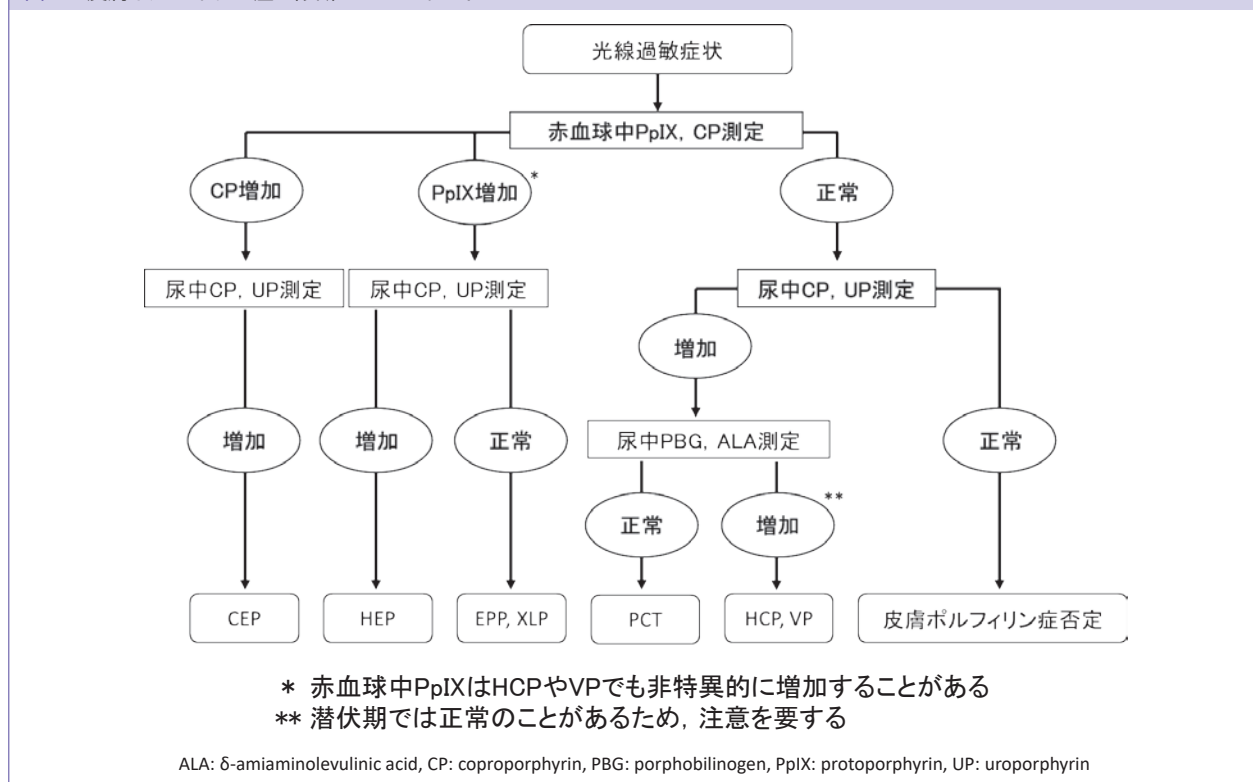 光線過敏症状
赤血球中PpIX, CP測定
CP増加
PpIX増加*
正常
尿中CP, UP測定
尿中CP, UP測定
尿中CP, UP測定
増加
増加
増加
正常
尿中PBG, ALA測定
正常
正常
増加**
CEP
HEP
EPP, XLP
PCT
HCP, VP
皮膚ポルフィリン症否定
* 赤血球中PpIXはHCPやVPでも非特異的に増加することがある
** 潜伏期では正常のことがあるため, 注意を要する
ALA: δ-amiaminolevulinic acid, CP: coproporphyrin, PBG: porphobilinogen, PpIX: protoporphyrin, UP: uroporphyrin